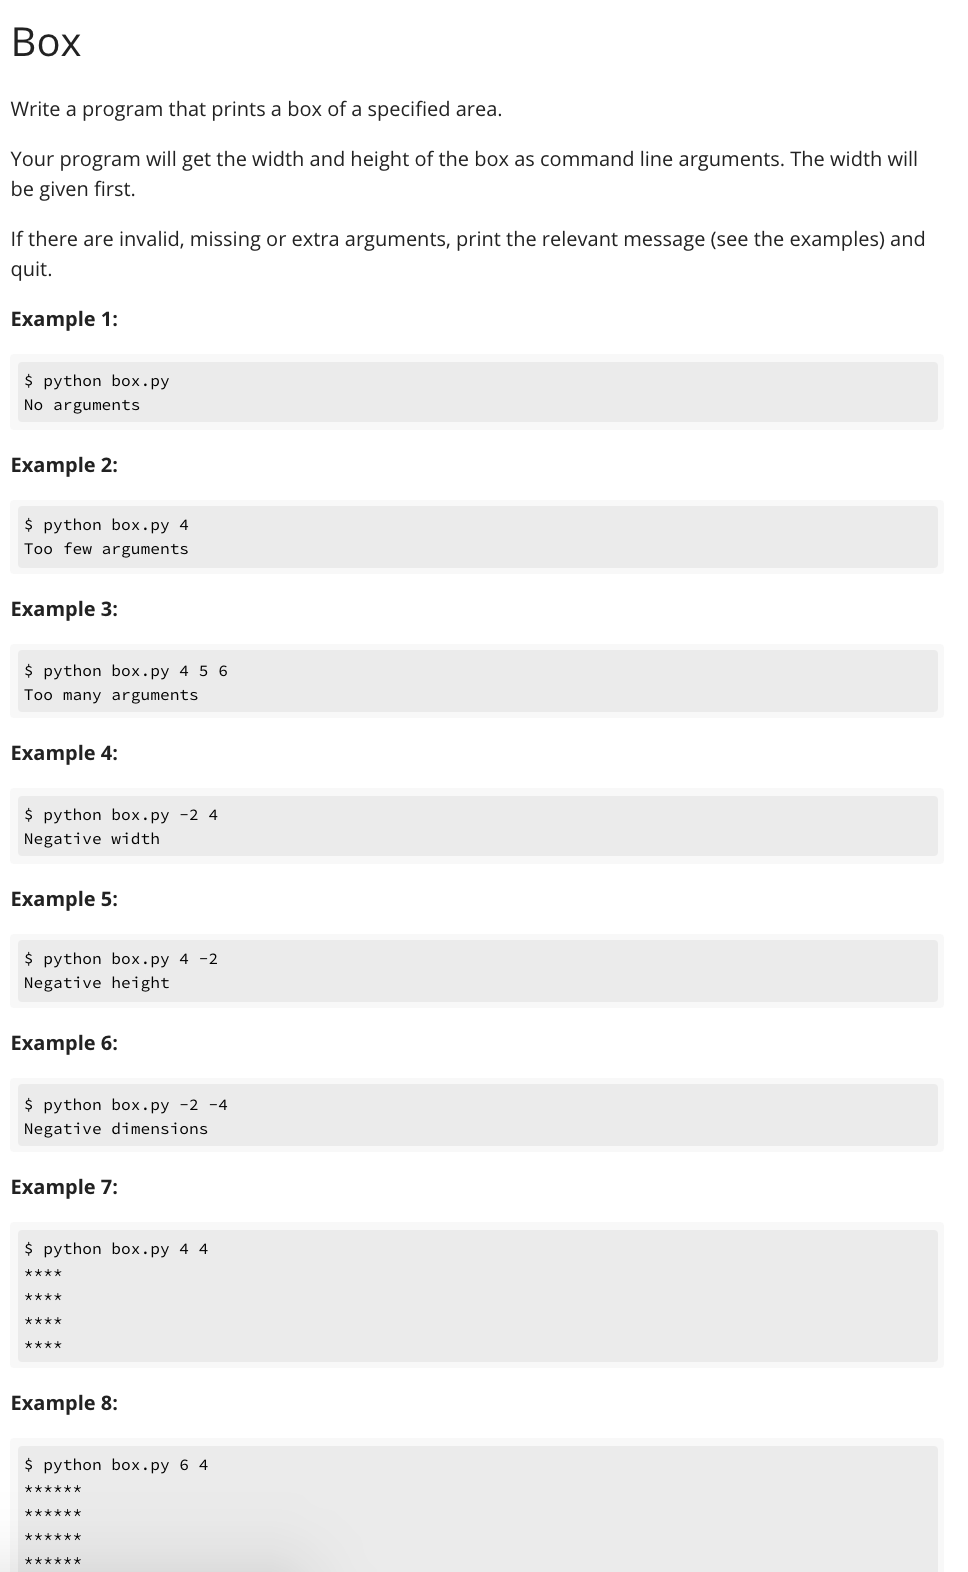 Box
Write a program that prints a box of a specified area.
Your program will get the width and height of the box as command line arguments. The width will
be given first.
If there are invalid, missing or extra arguments, print the relevant message (see the examples) and
quit.
Example 1:
$ python box.py
No arguments
Example 2:
$ python box.py 4
Too few arguments
Example 3:
$ python box.py 4 5 6
Too many arguments
Example 4:
$ python box.py -2 4
Negative width
Example 5:
$ python box.py 4 -2
Negative height
Example 6:
$ python box.py -2 -4
Negative dimensions
Example 7:
$ python box.py 4 4
****
****
****
****
Example 8:
$ python box.py 6 4
******
******
******
******